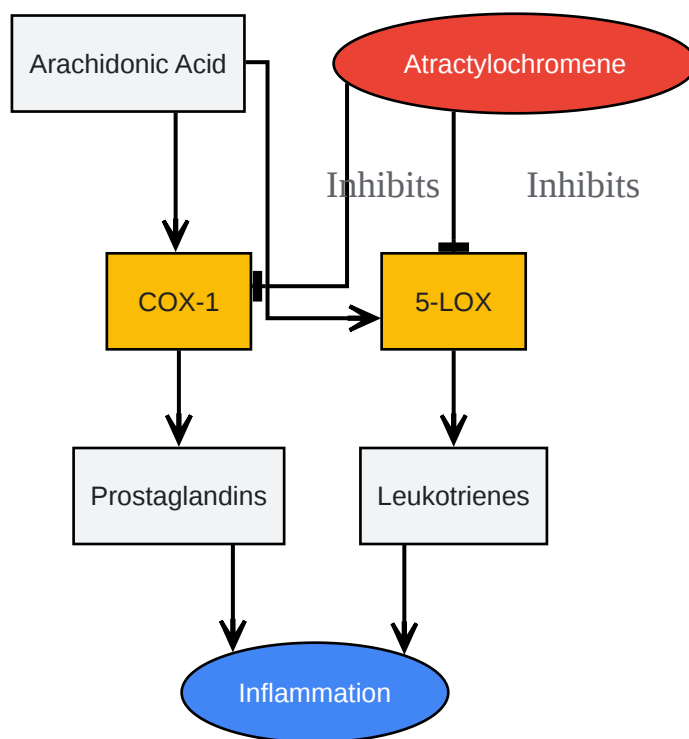 Arachidonic Acid
Atractylochromene
Inhibits
Inhibits
COX-1
5-LOX
Prostaglandins
Leukotrienes
Inflammation